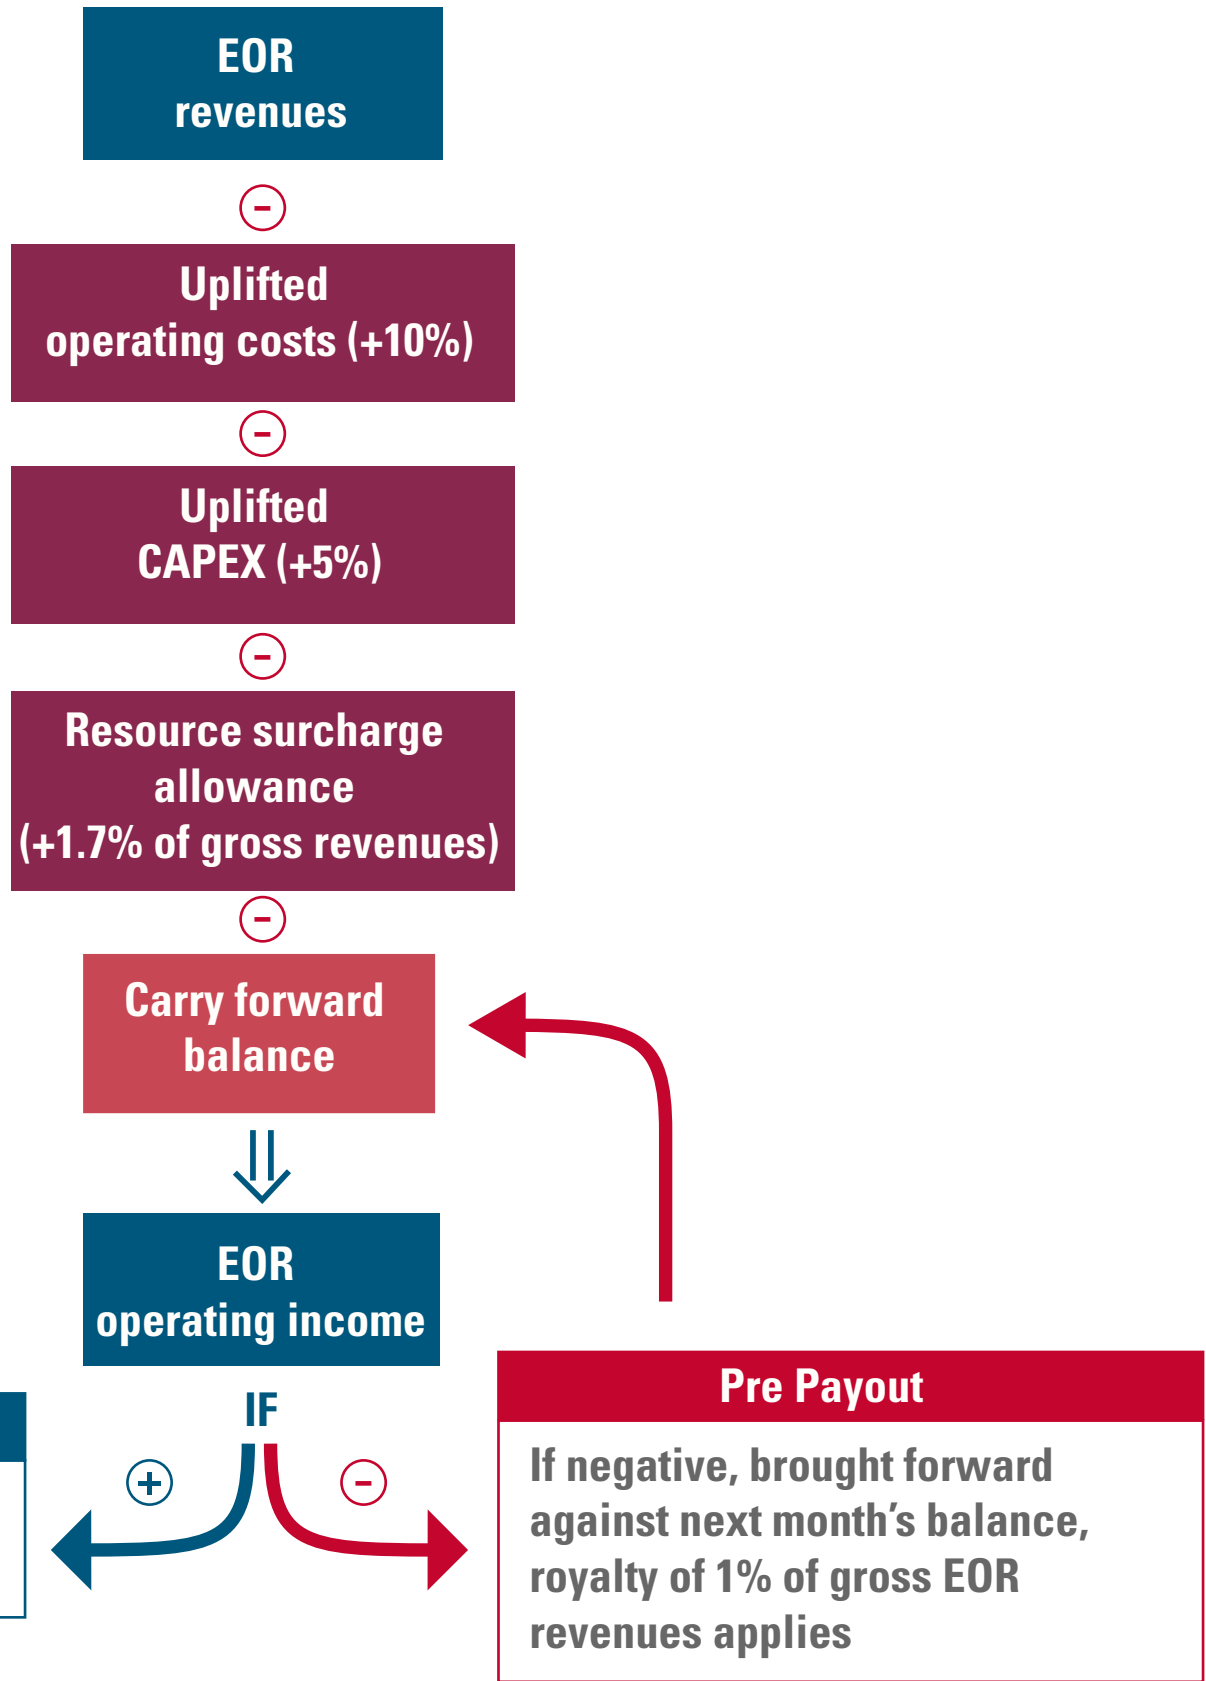 EOR
revenues
-
Uplifted
operating costs (+10%)
-
Uplifted
CAPEX (+5%)
-
Resource surcharge
allowance
(+1.7% of gross revenues)
-
Carry forward
balance
EOR
operating income
IF
+
-
Pre Payout
If negative, brought forward
against next month's balance,
royalty of 1% of gross EOR
revenues applies